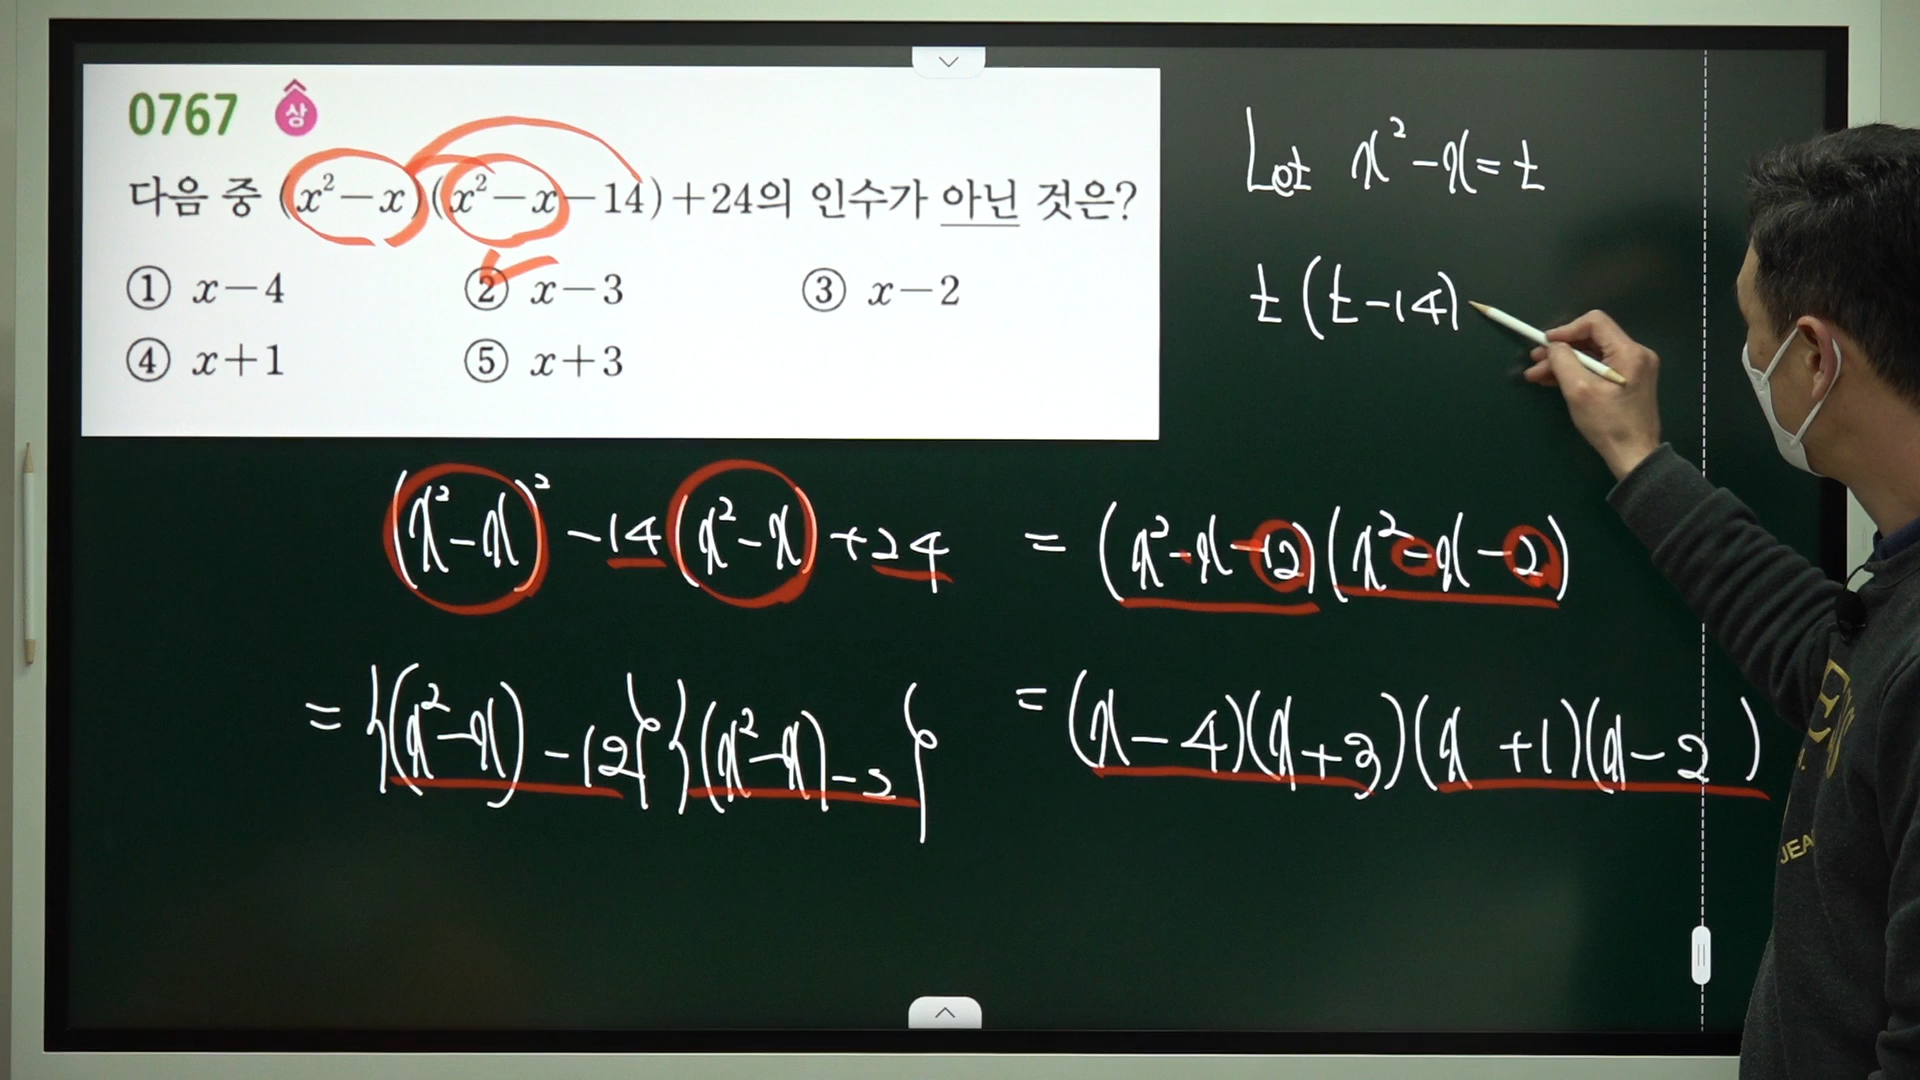 0767 상
다음 중 (x²－x)(x²－x－14)＋24의 인수가 아닌 것은?
① x－4 ② x－3 ③ x－2
④ x＋1 ⑤ x＋3
Let x²－x=t
t(t－14)
(x²－x)²－14(x²－x)+24
={(x²－x)－12}{(x²－x)－2}
=(x²－x－12)(x²－x－2)
=(x－4)(x+3)(x+1)(x－2)